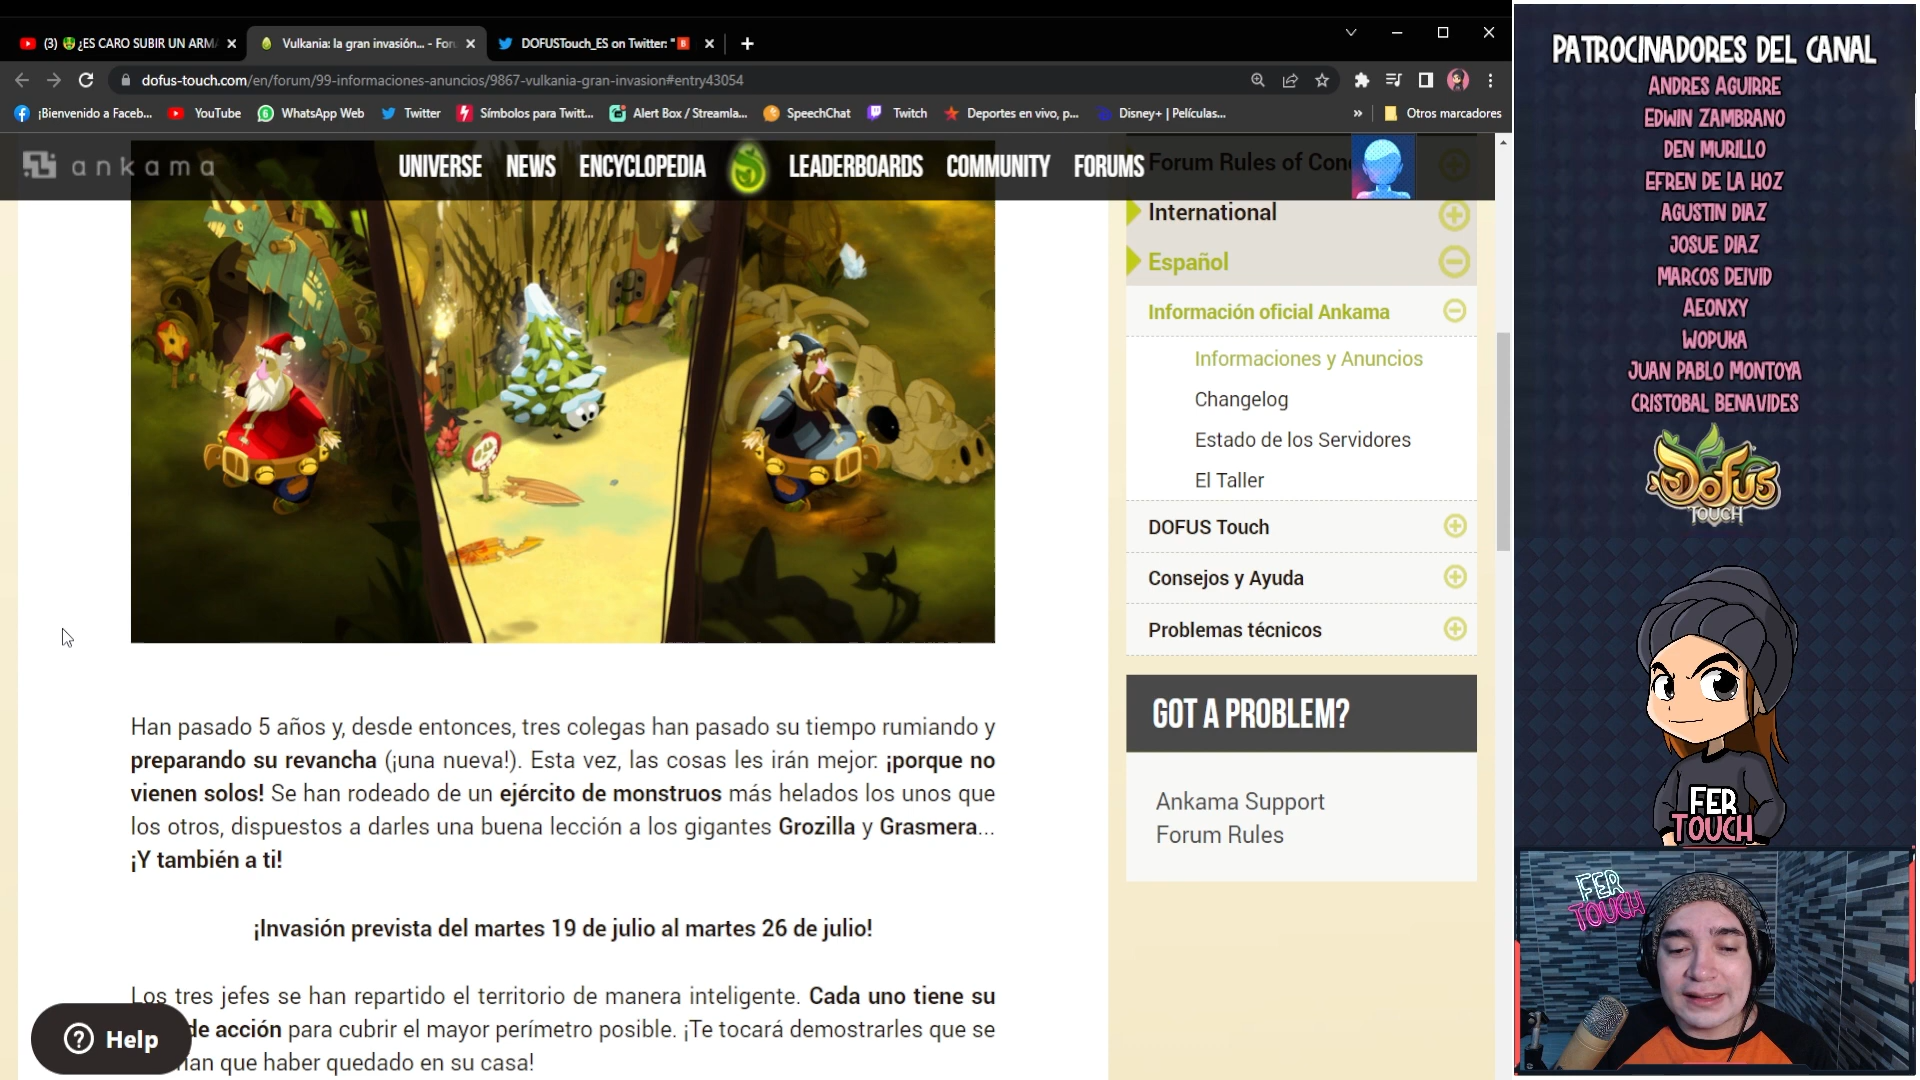 (3) ¿ES CARO SUBIR UN ARMA
Vulkania: la gran invasión... - For
DOFUSTouch_ES on Twitter: "
dofus-touch.com/en/forum/99-informaciones-anuncios/9867-vulkania-gran-invasion#entry43054
¡Bienvenido a Faceb...
YouTube
WhatsApp Web
Twitter
Símbolos para Twitt...
Alert Box / Streamla...
SpeechChat
Twitch
Deportes en vivo, p...
Disney+ | Películas...
»
Otros marcadores
ankama
UNIVERSE
NEWS
ENCYCLOPEDIA
LEADERBOARDS
COMMUNITY
FORUMS
Forum Rules of Con
International
Español
Información oficial Ankama
Informaciones y Anuncios
Changelog
Estado de los Servidores
El Taller
DOFUS Touch
Consejos y Ayuda
Problemas técnicos
GOT A PROBLEM?
Ankama Support
Forum Rules
Han pasado 5 años y, desde entonces, tres colegas han pasado su tiempo rumiando y
preparando su revancha (¡una nueva!). Esta vez, las cosas les irán mejor: ¡porque no
vienen solos! Se han rodeado de un ejército de monstruos más helados los unos que
los otros, dispuestos a darles una buena lección a los gigantes Grozilla y Grasmera...
¡Y también a ti!
¡Invasión prevista del martes 19 de julio al martes 26 de julio!
Los tres jefes se han repartido el territorio de manera inteligente. Cada uno tiene su
de acción para cubrir el mayor perímetro posible. ¡Te tocará demostrarles que se
que haber quedado en su casa!
Help
PATROCINADORES DEL CANAL
ANDRES AGUIRRE
EDWIN ZAMBRANO
DEN MURILLO
EFREN DE LA HOZ
AGUSTIN DIAZ
JOSUE DIAZ
MARCOS DEIVID
AEONXY
WOPUKA
JUAN PABLO MONTOYA
CRISTOBAL BENAVIDES
DOFUS
TOUCH
FER
TOUCH
FER
TOUCH